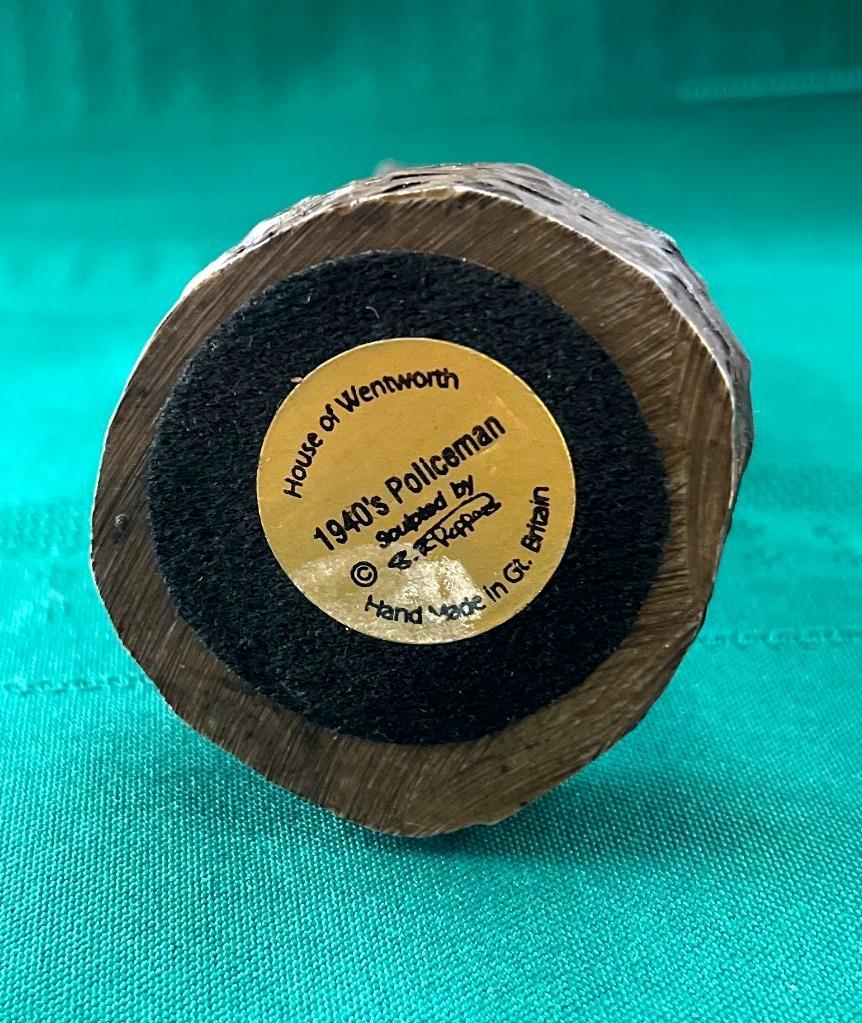 House of Wentworth
1940's Policeman
Sculpted by
©
Hand Made in Gt. Britain